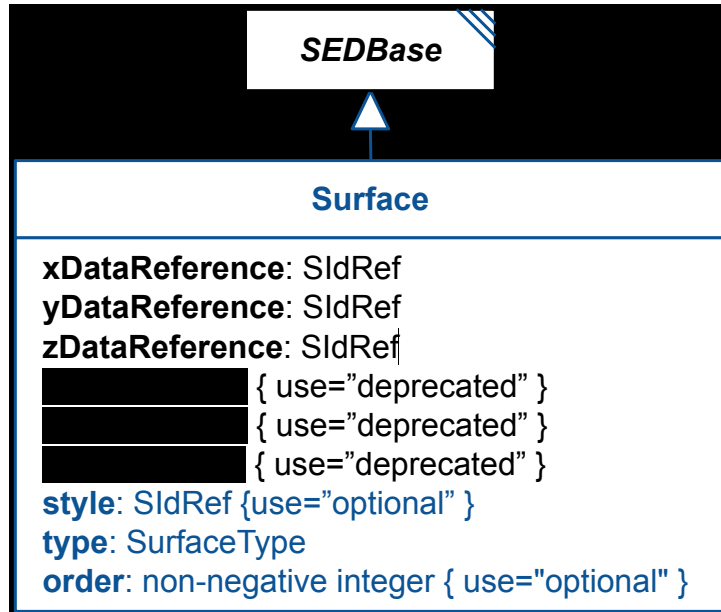 SEDBase
Surface
xDataReference: SIdRef
yDataReference: SIdRef
zDataReference: SIdRef
{ use=”deprecated” }
{ use=”deprecated” }
{ use=”deprecated” }
style: SIdRef {use=”optional” }
type: SurfaceType
order: non-negative integer { use="optional" }